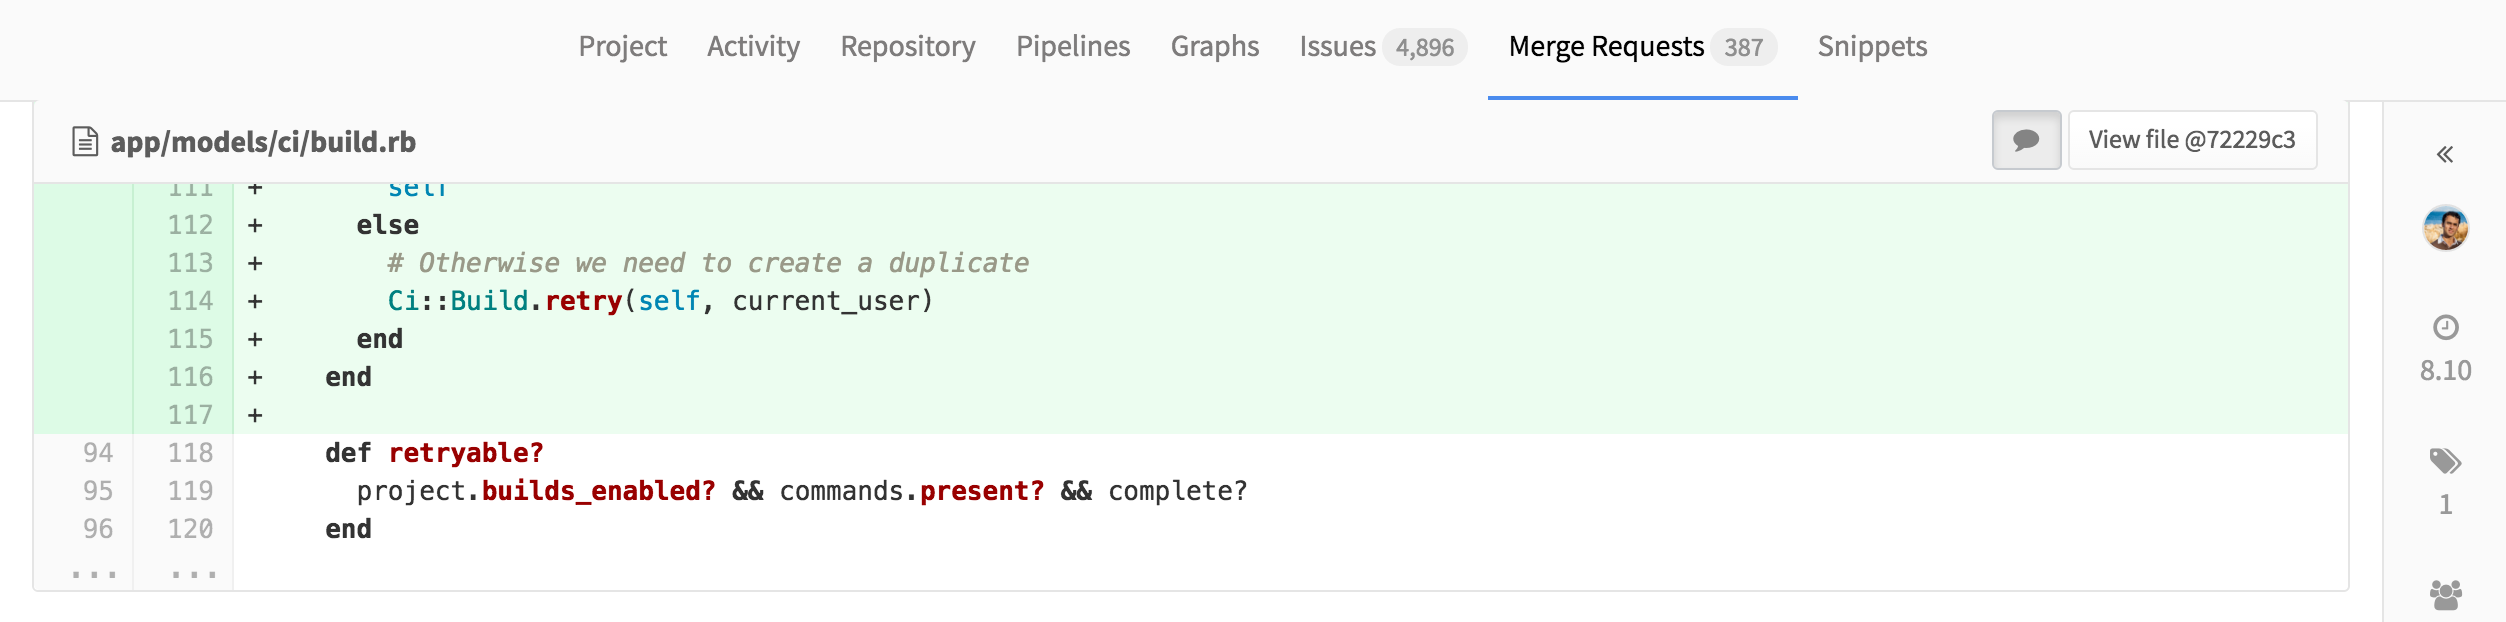 Project Activity Repository Pipelines Graphs Issues 4,896 Merge Requests 387 Snippets
app/models/ci/build.rb View file @72229c3
111 + self
112 + else
113 + # Otherwise we need to create a duplicate
114 + Ci::Build.retry(self, current_user)
115 + end
116 + end
117 +
94 118 def retryable?
95 119 project.builds_enabled? && commands.present? && complete?
96 120 end
... ...
8.10
1